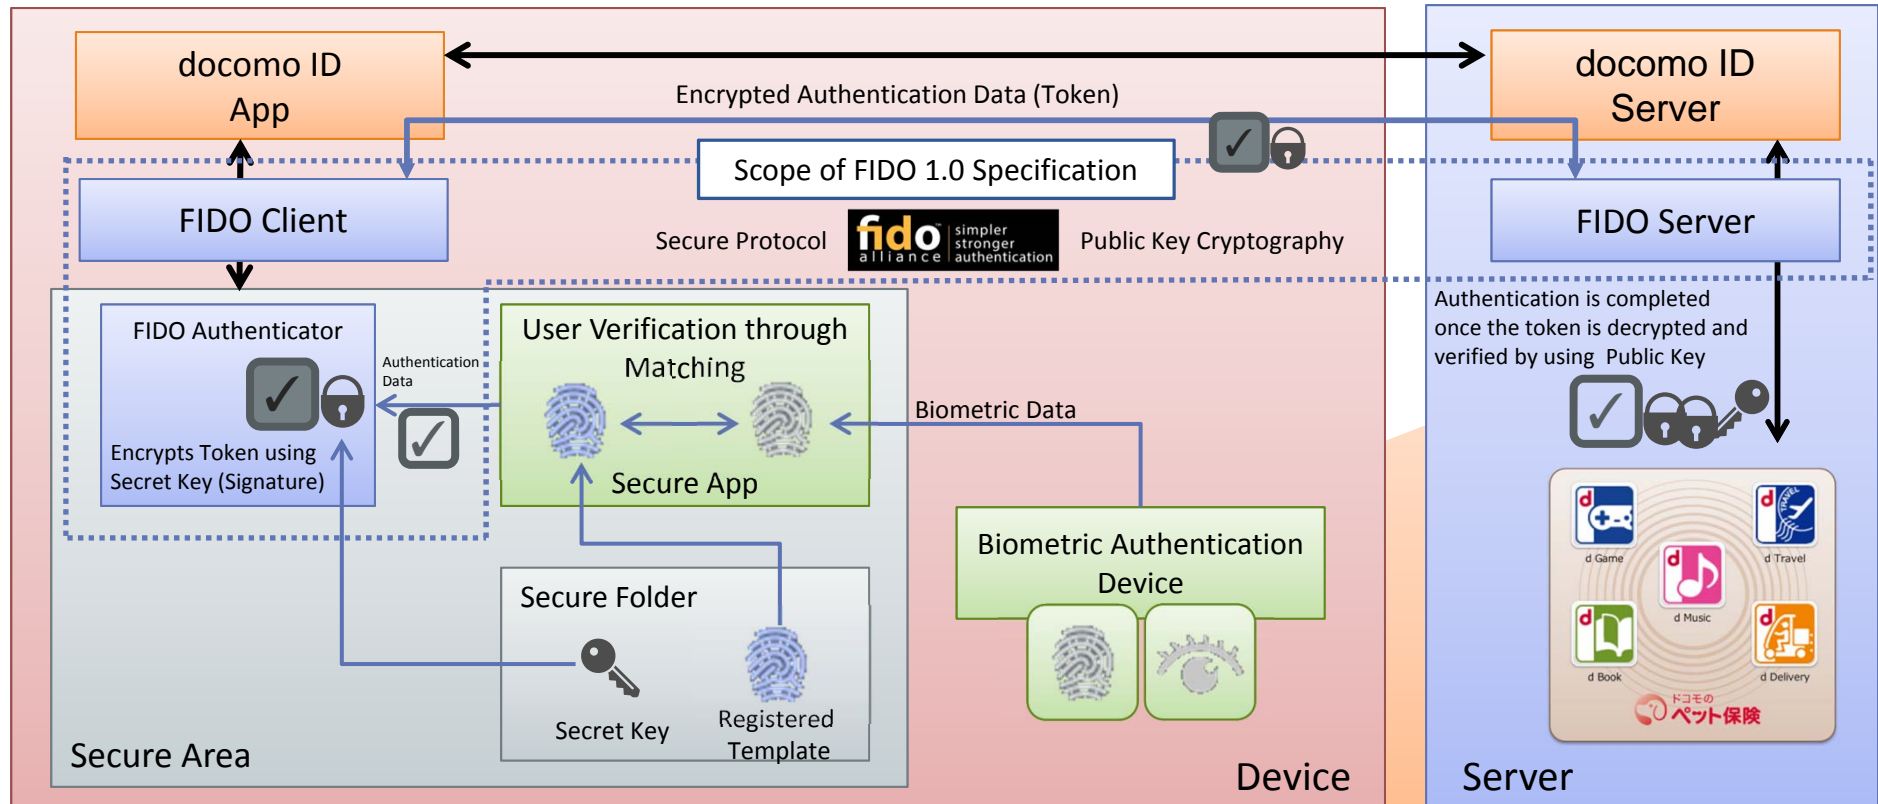 docomo ID
App
docomo ID
Server
Encrypted Authentication Data (Token)
Scope of FIDO 1.0 Specification
FIDO Client
FIDO Server
Secure Protocol
fido
alliance
simpler
stronger
authentication
Public Key Cryptography
FIDO Authenticator
Encrypts Token using
Secret Key (Signature)
Authentication
Data
User Verification through
Matching
Secure App
Biometric Data
Authentication is completed
once the token is decrypted and
verified by using Public Key
Biometric Authentication
Device
Secure Folder
Secret Key
Registered
Template
Secure Area
Device
Server
d
d Game
d
TRAVEL
d Travel
d
d Music
d
d Book
d
d Delivery
ドコモの
ペット保険